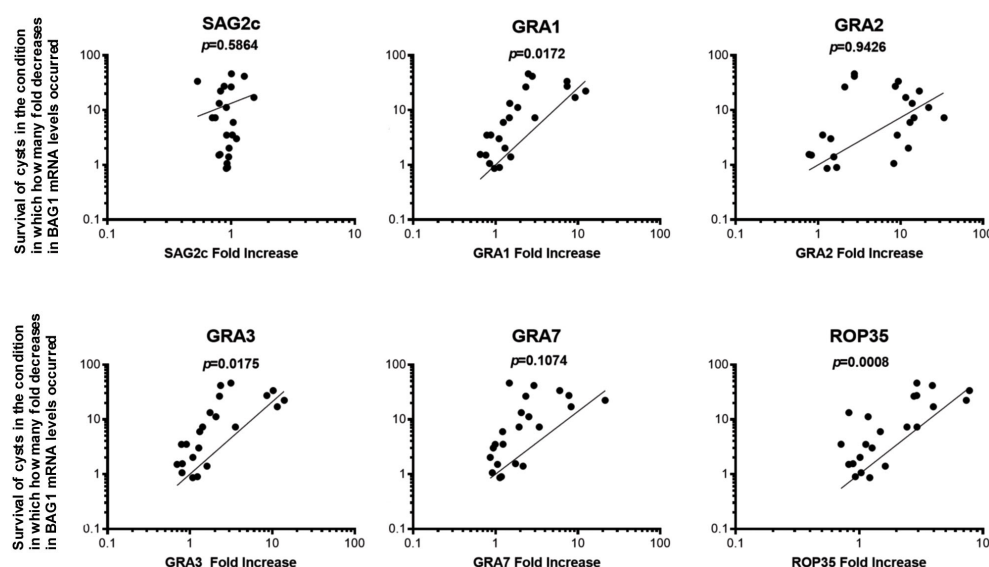 SAG2c
p=0.5864
GRA1
p=0.0172
GRA2
p=0.9426
Survival of cysts in the condition
in which how many fold decreases
in BAG1 mRNA levels occurred
100
10
1
0.1
0.1
1
10
SAG2c Fold Increase
100
10
1
0.1
0.1
1
10
100
GRA1 Fold Increase
100
10
1
0.1
0.1
1
10
100
GRA2 Fold Increase
GRA3
p=0.0175
GRA7
p=0.1074
ROP35
p=0.0008
Survival of cysts in the condition
in which how many fold decreases
in BAG1 mRNA levels occurred
100
10
1
0.1
0.1
1
10
100
GRA3 Fold Increase
100
10
1
0.1
0.1
1
10
100
GRA7 Fold Increase
100
10
1
0.1
0.1
1
10
ROP35 Fold Increase